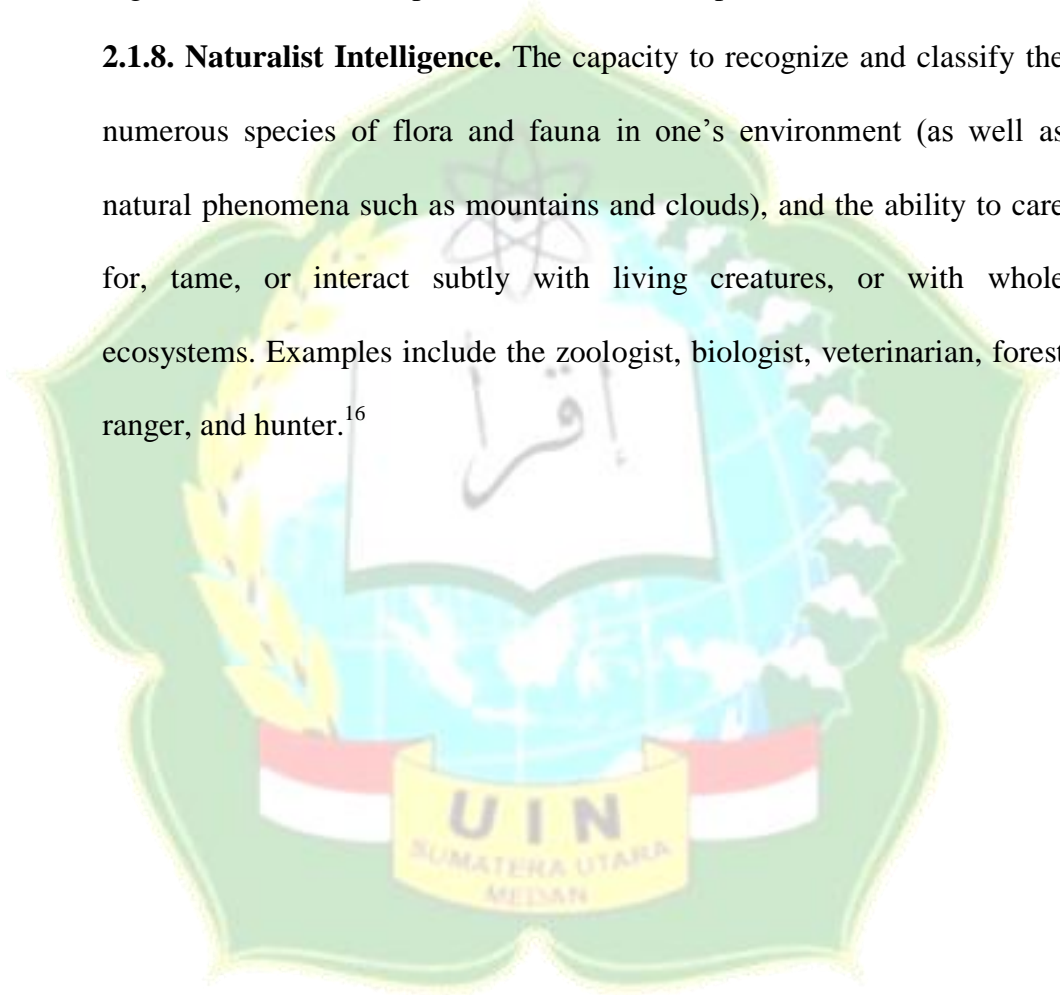 2.1.8. Naturalist Intelligence. The capacity to recognize and classify the
numerous species of flora and fauna in one’s environment (as well as
natural phenomena such as mountains and clouds), and the ability to care
for, tame, or interact subtly with living creatures, or with whole
ecosystems. Examples include the zoologist, biologist, veterinarian, forest
ranger, and hunter.16
إقرأ
UIN
SUMATERA UTARA
MEDAN